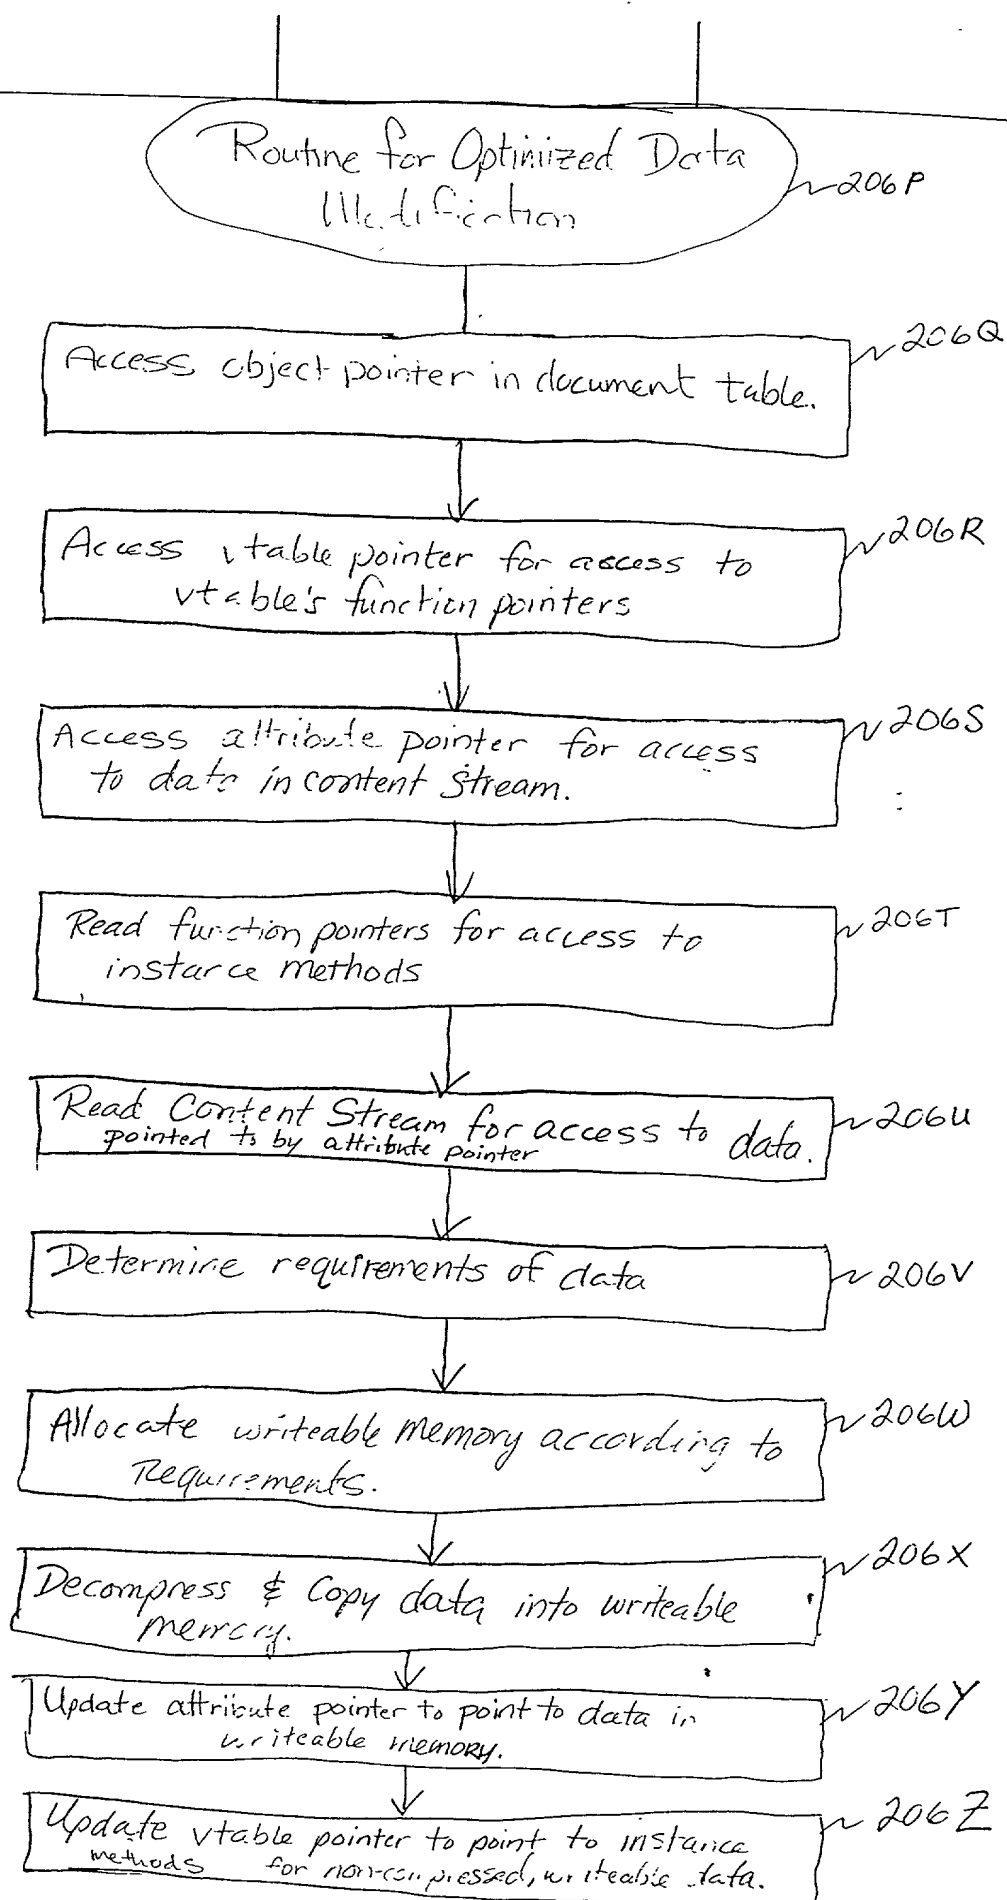 Routine for Optimized Data
Modification
206P
Access object pointer in document table.
206Q
Access vtable pointer for access to
vtable's function pointers
206R
Access attribute pointer for access
to data in content stream.
206S
Read function pointers for access to
instance methods
206T
Read Content Stream for access to data.
pointed to by attribute pointer
206U
Determine requirements of data
206V
Allocate writeable memory according to
Requirements.
206W
Decompress & Copy data into writeable
memory.
206X
Update attribute pointer to point to data in
writeable memory.
206Y
Update vtable pointer to point to instance
methods for non-compressed, writeable data.
206Z